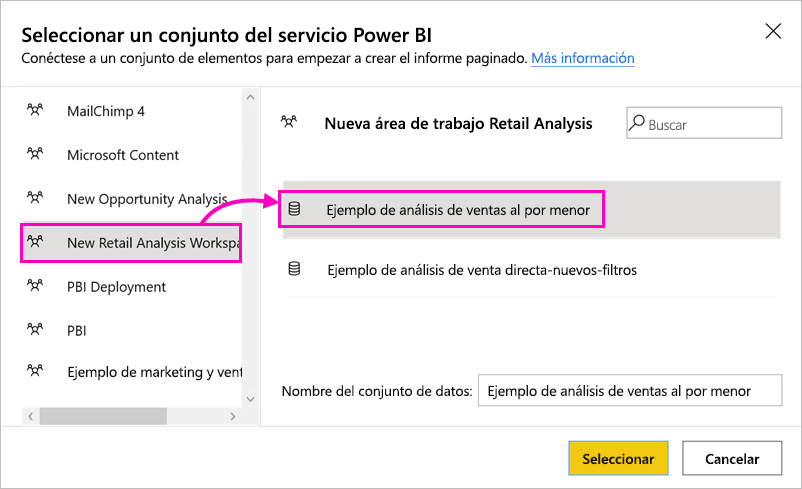 Seleccionar un conjunto del servicio Power BI
Conéctese a un conjunto de elementos para empezar a crear el informe paginado. Más información
MailChimp 4
Microsoft Content
New Opportunity Analysis
New Retail Analysis Workspa
PBI Deployment
PBI
Ejemplo de marketing y vent
Nueva área de trabajo Retail Analysis
Buscar
Ejemplo de análisis de ventas al por menor
Ejemplo de análisis de venta directa-nuevos-filtros
Nombre del conjunto de datos: Ejemplo de análisis de ventas al por menor
Seleccionar Cancelar